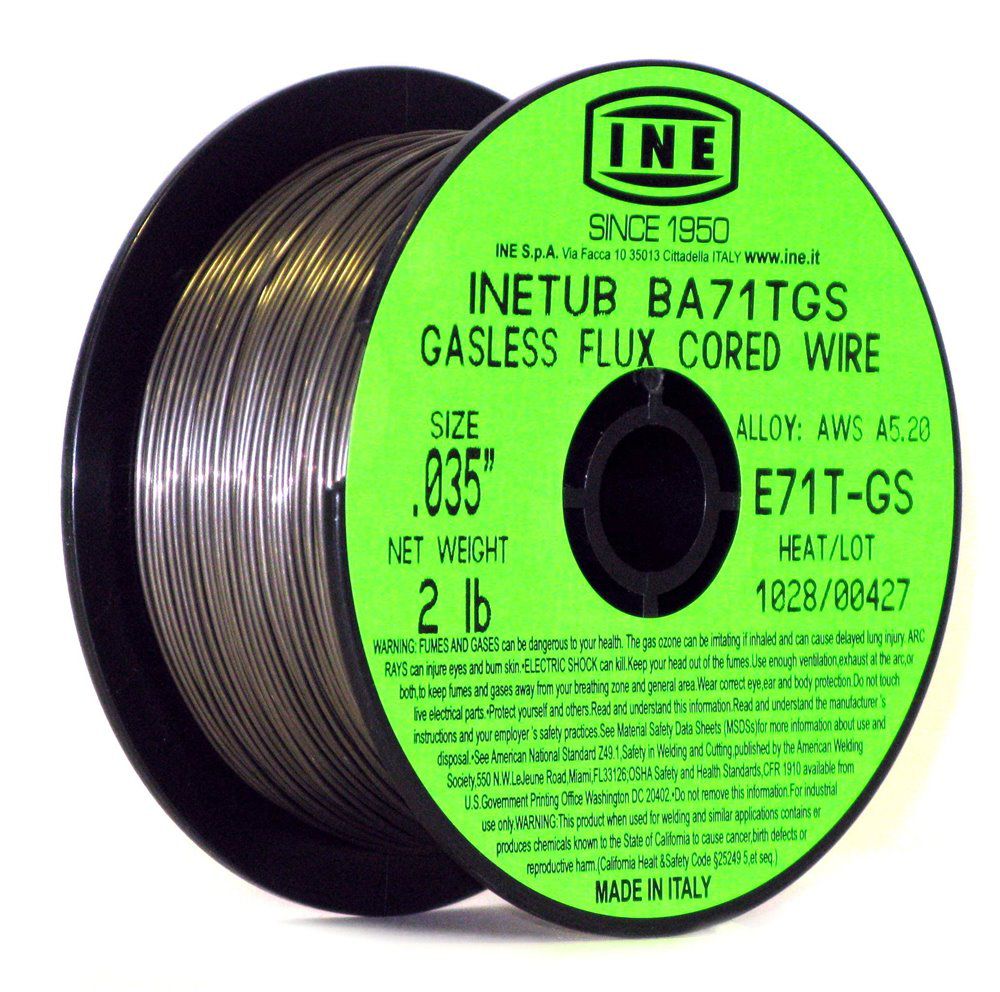 INE
SINCE 1950
INE S.p.A. Via Facca 10 35013 Cittadella ITALY www.ine.it
INETUB BA71TGS
GASLESS FLUX CORED WIRE
SIZE
.035”
NET WEIGHT
2 lb
ALLOY: AWS A5.20
E71T-GS
HEAT/LOT
1028/00427
WARNING: FUMES AND GASES can be dangerous to your health. The gas ozone can be irritating if inhaled and can cause delayed lung injury. ARC
RAYS can injure eyes and burn skin.•ELECTRIC SHOCK can kill.Keep your head out of the fumes.Use enough ventilation,exhaust at the arc,or
both,to keep fumes and gases away from your breathing zone and general area.Wear correct eye,ear and body protection.Do not touch
live electrical parts.•Protect yourself and others.Read and understand this information.Read and understand the manufacturer 's
instructions and your employer 's safety practices.See Material Safety Data Sheets (MSDSs)for more information about use and
disposal.•See American National Standard Z49.1,Safety in Welding and Cutting,published by the American Welding
Society,550 N.W.LeJeune Road,Miami,FL33126;OSHA Safety and Health Standards,CFR 1910 available from
U.S.Government Printing Office Washington DC 20402.•Do not remove this information.For industrial
use only.WARNING:This product when used for welding and similar applications contains or
produces chemicals known to the State of California to cause cancer,birth defects or
reproductive harm.(California Healt &Safety Code §25249 5,et seq.)
MADE IN ITALY